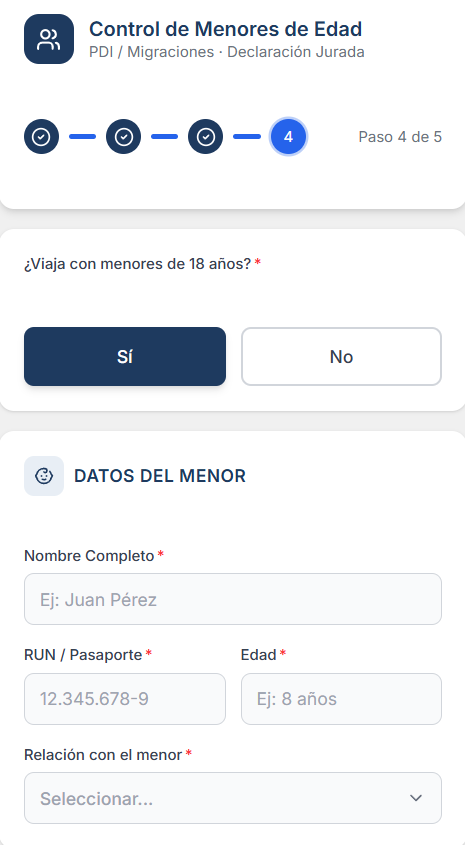 Control de Menores de Edad
PDI / Migraciones · Declaración Jurada
4
Paso 4 de 5
¿Viaja con menores de 18 años? *
Sí
No
DATOS DEL MENOR
Nombre Completo *
Ej: Juan Pérez
RUN / Pasaporte * Edad *
12.345.678-9 Ej: 8 años
Relación con el menor *
Seleccionar...